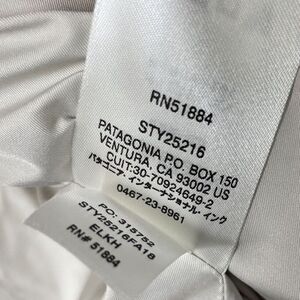 RN51884
STY25216
PATAGONIA P.O. BOX 150
VENTURA, CA 93002 US
CUIT:30-70924649-2
パタゴニア・インターナショナル・インク
0467-23-8961
PO: 315752
STY25216FA18
ELKH
RN# 51884